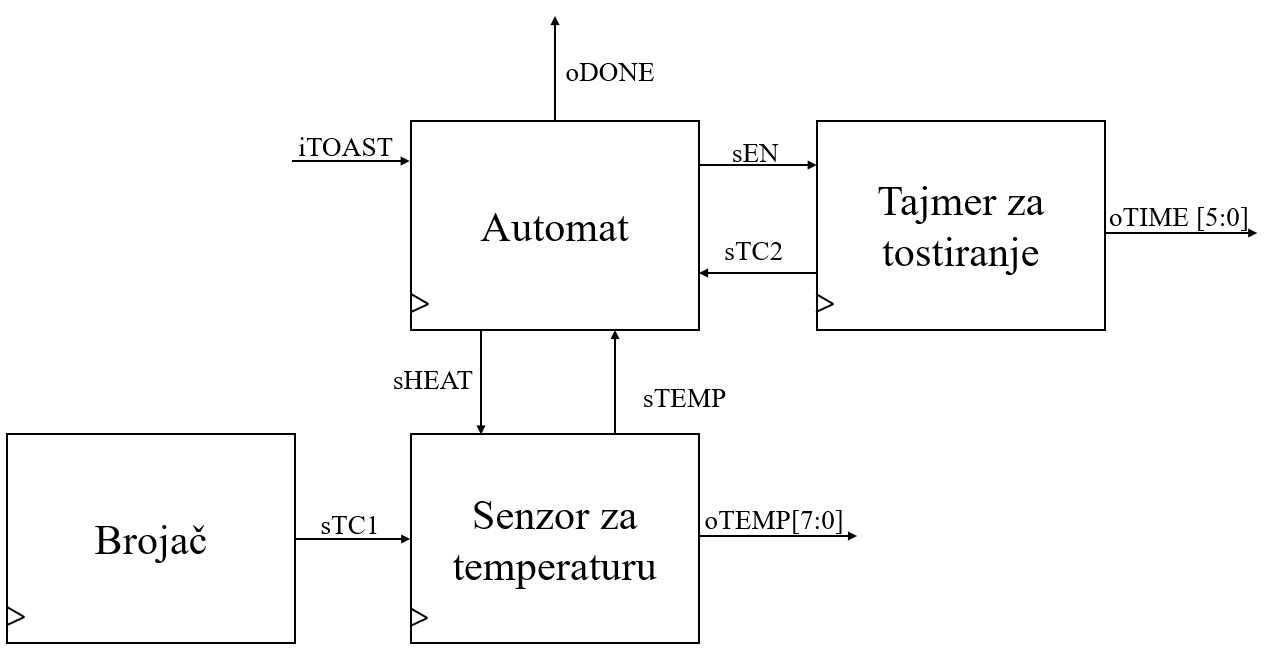 oDONE
iTOAST
Automat
sEN
sTC2
Tajmer za
tostiranje
oTIME [5:0]
sHEAT
sTEMP
Brojač
sTC1
Senzor za
temperaturu
oTEMP[7:0]